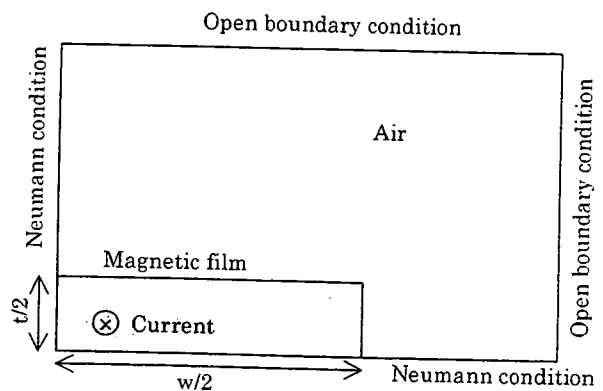 Open boundary condition
Neumann condition
Air
Open boundary condition
Magnetic film
t/2
Current
w/2
Neumann condition